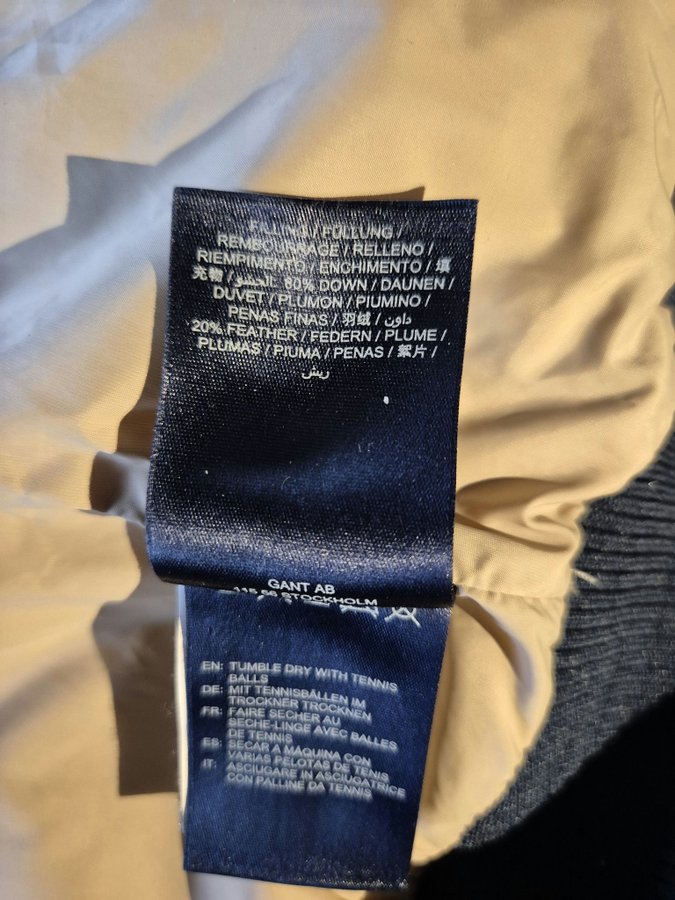 FILLING / FÜLLUNG /
REMBOURRAGE / RELLENO /
RIEMPIMENTO / ENCHIMENTO / 填
充物 / الحشو: 80% DOWN / DAUNEN /
DUVET / PLUMON / PIUMINO /
PENAS FINAS / 羽绒 / داون
20% FEATHER / FEDERN / PLUME /
PLUMAS / PIUMA / PENAS / 絮片 /
ريش
GANT AB
115 56 STOCKHOLM
EN: TUMBLE DRY WITH TENNIS
BALLS
DE: MIT TENNISBÄLLEN IM
TROCKNER TROCKNEN
FR: FAIRE SECHER AU
SECHE-LINGE AVEC BALLES
DE TENNIS
ES: SECAR A MAQUINA CON
VARIAS PELOTAS DE TENIS
IT: ASCIUGARE IN ASCIUGATRICE
CON PALLINE DA TENNIS